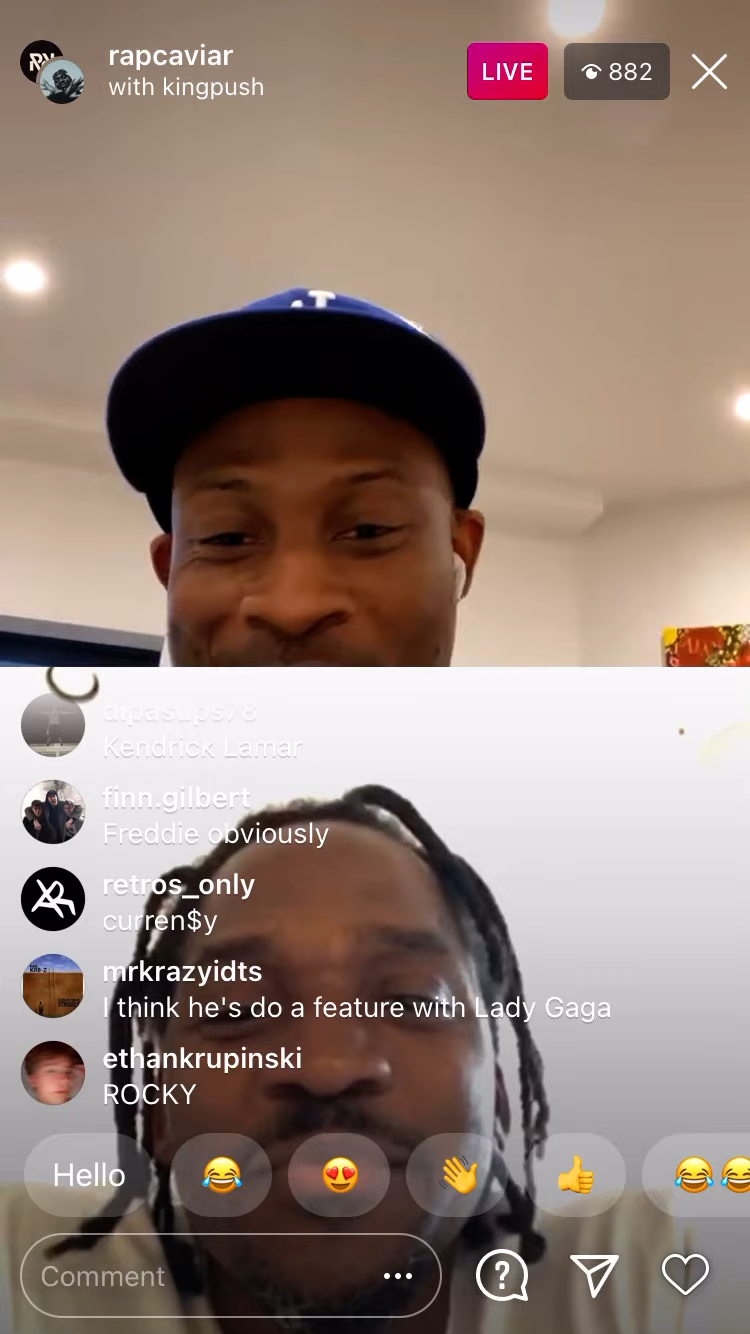 rapcaviar
with kingpush
LIVE
882
dipasups78
Kendrick Lamar
finn.gilbert
Freddie obviously
retros_only
curren$y
mrkrazyidts
I think he's do a feature with Lady Gaga
ethankrupinski
ROCKY
Hello
Comment